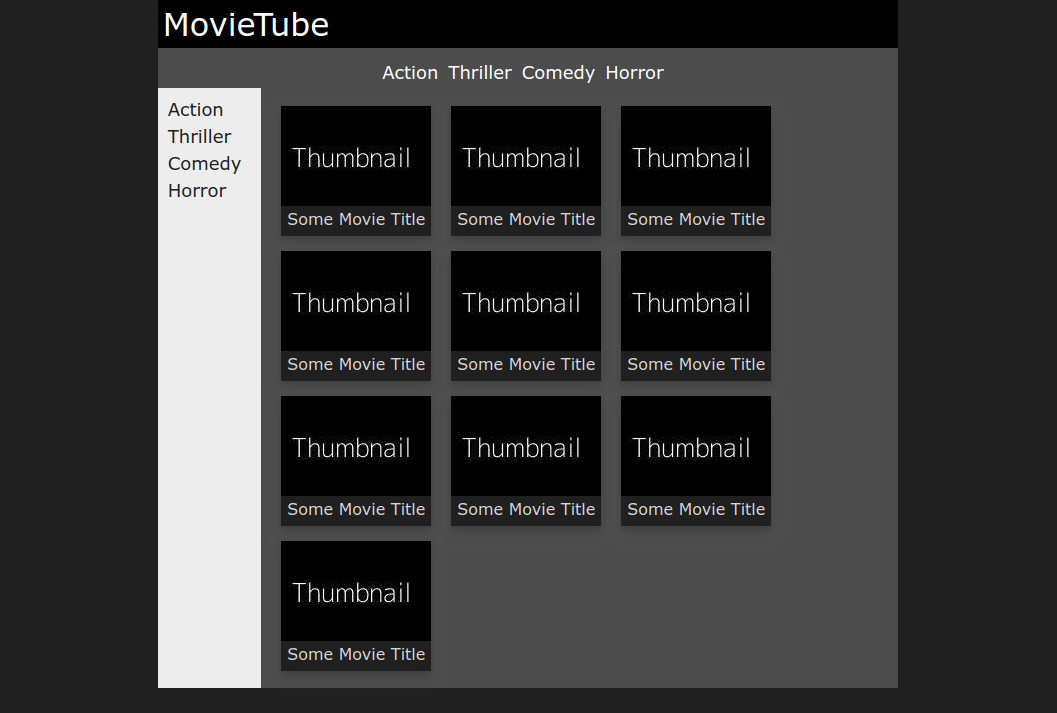 MovieTube
Action Thriller Comedy Horror
Action
Thriller
Comedy
Horror
Thumbnail Thumbnail Thumbnail
Some Movie Title Some Movie Title Some Movie Title
Thumbnail Thumbnail Thumbnail
Some Movie Title Some Movie Title Some Movie Title
Thumbnail Thumbnail Thumbnail
Some Movie Title Some Movie Title Some Movie Title
Thumbnail
Some Movie Title